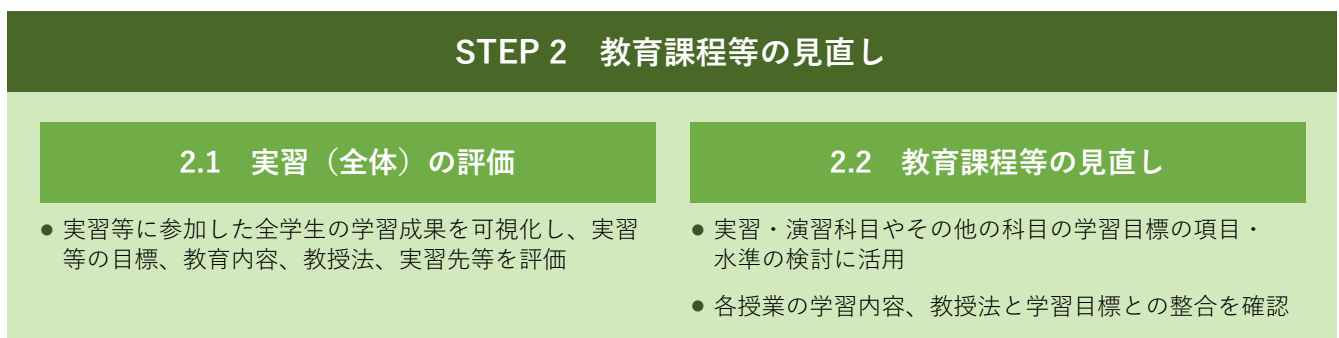 STEP 2　教育課程等の見直し
2.1　実習（全体）の評価
● 実習等に参加した全学生の学習成果を可視化し、実習
等の目標、教育内容、教授法、実習先等を評価
2.2　教育課程等の見直し
● 実習・演習科目やその他の科目の学習目標の項目・
水準の検討に活用
● 各授業の学習内容、教授法と学習目標との整合を確認